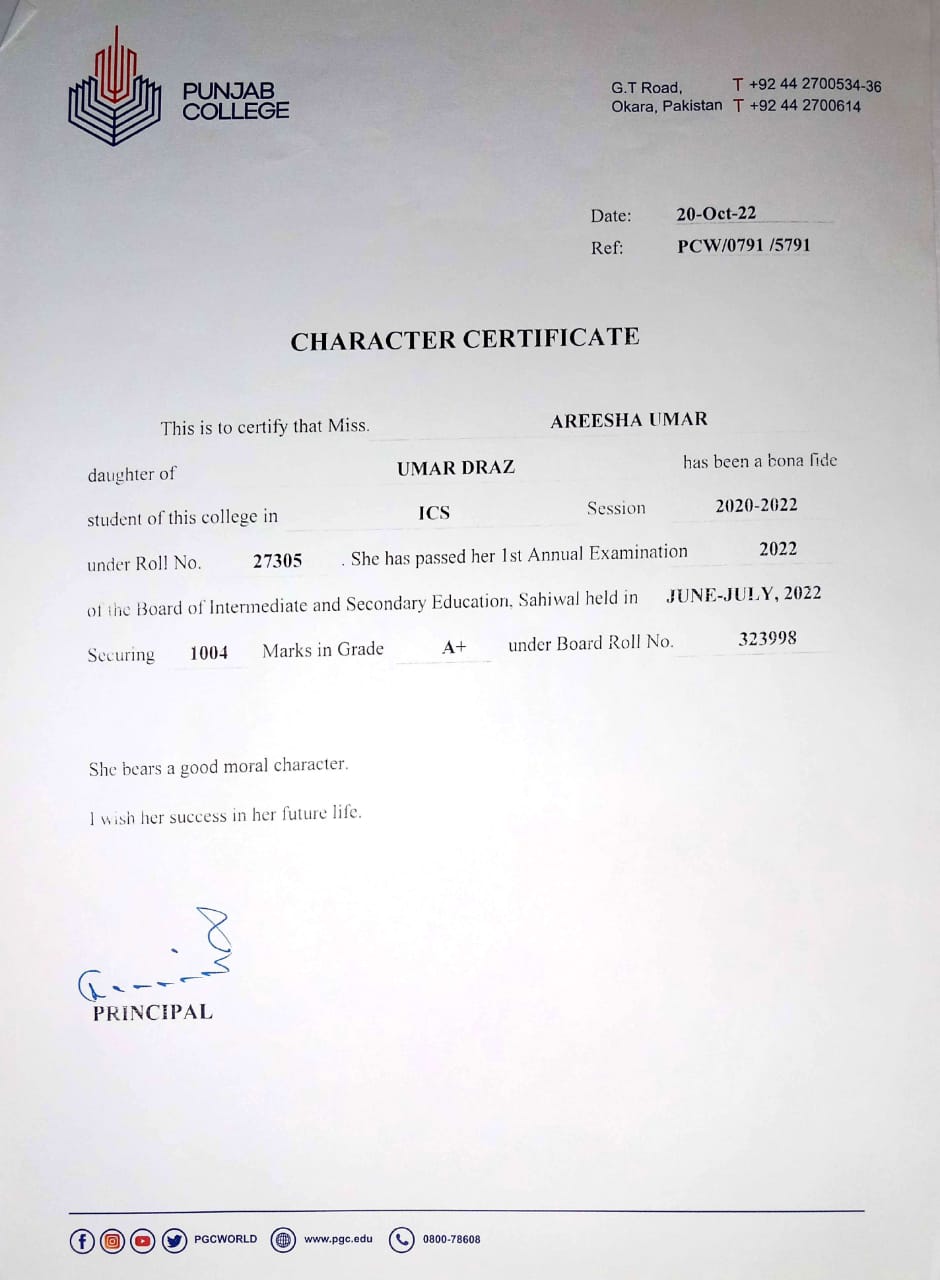 PUNJAB
COLLEGE
G.T Road, T +92 44 2700534-36
Okara, Pakistan T +92 44 2700614
Date: 20-Oct-22
Ref: PCW/0791 /5791
CHARACTER CERTIFICATE
This is to certify that Miss. AREESHA UMAR
daughter of UMAR DRAZ has been a bona fide
student of this college in ICS Session 2020-2022
under Roll No. 27305 . She has passed her 1st Annual Examination 2022
of the Board of Intermediate and Secondary Education, Sahiwal held in JUNE-JULY, 2022
Securing 1004 Marks in Grade A+ under Board Roll No. 323998
She bears a good moral character.
I wish her success in her future life.
PRINCIPAL
PGCWORLD www.pgc.edu 0800-78608